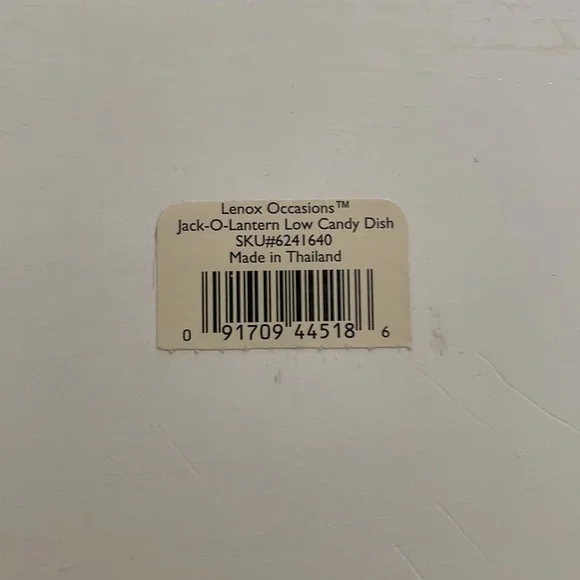 Lenox Occasions™
Jack-O-Lantern Low Candy Dish
SKU#6241640
Made in Thailand
0 91709 44518 6